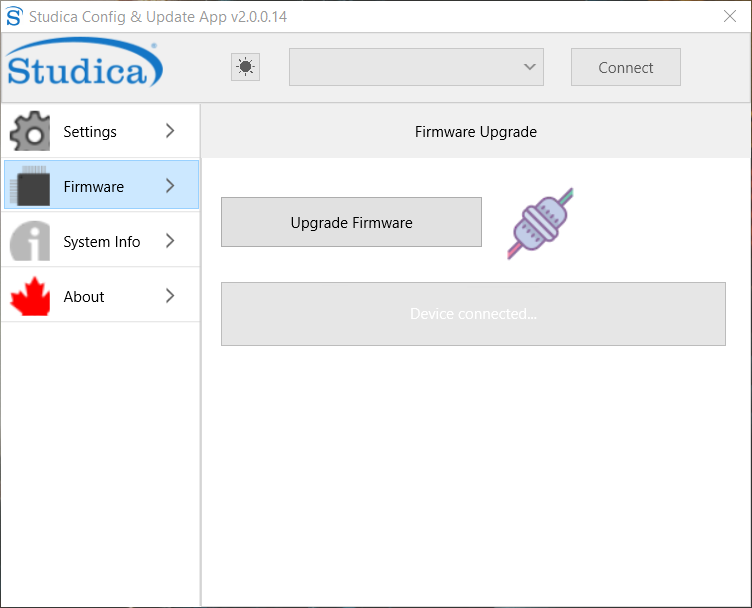 Studica Config & Update App v2.0.0.14
Studica
Connect
Settings
Firmware Upgrade
Firmware
Upgrade Firmware
System Info
About
Device connected...